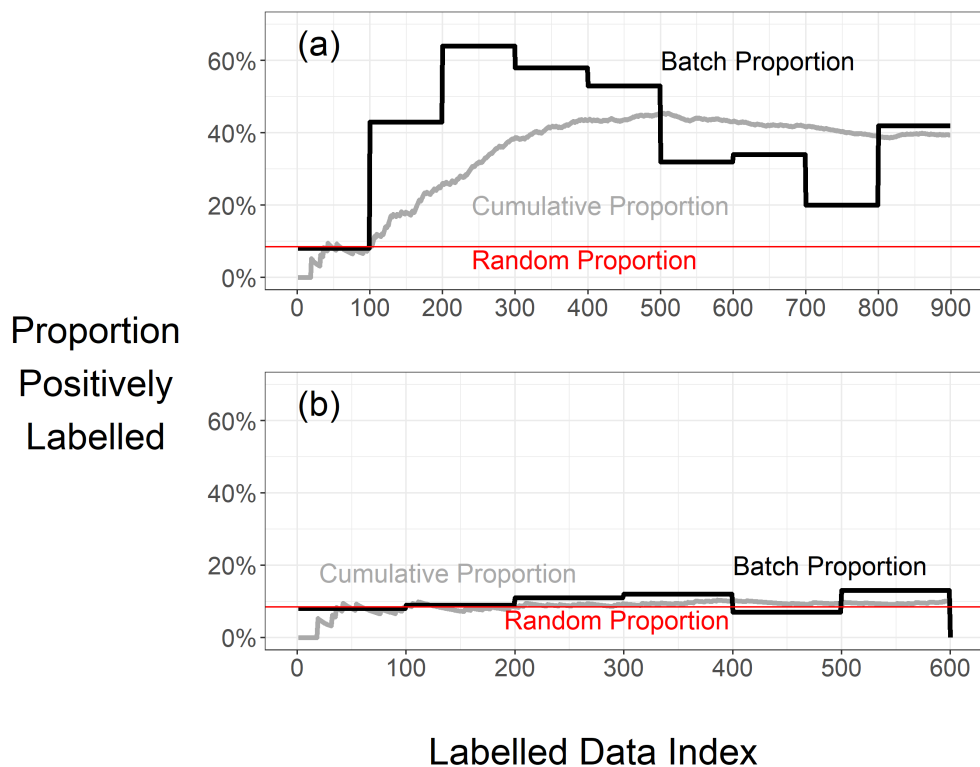 (a)
Batch Proportion
60%
40%
20%
0%
Cumulative Proportion
Random Proportion
0 100 200 300 400 500 600 700 800 900
Proportion
Positively
Labelled
(b)
60%
40%
20%
0%
Cumulative Proportion
Batch Proportion
Random Proportion
0 100 200 300 400 500 600
Labelled Data Index